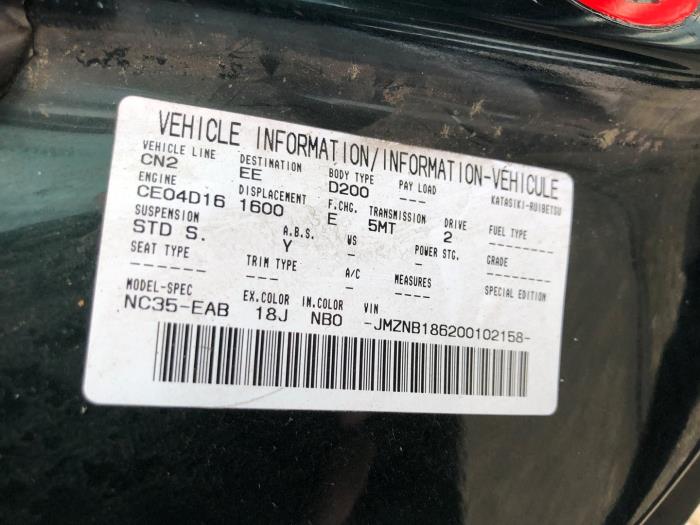 VEHICLE INFORMATION/INFORMATION-VÉHICULE
VEHICLE LINE DESTINATION BODY TYPE PAY LOAD KATASIKI-RUIBETSU
CN2 EE D200 -----
ENGINE DISPLACEMENT F.CHG. TRANSMISSION DRIVE FUEL TYPE
CE04D16 1600 E 5MT 2 -----
SUSPENSION A.B.S. WS POWER STG. GRADE
STD S. Y - - -----
SEAT TYPE TRIM TYPE A/C MEASURES SPECIAL EDITION
------- ----- - ----- -----
MODEL-SPEC EX.COLOR IN.COLOR VIN
NC35-EAB 18J NB0 -JMZNB186200102158-